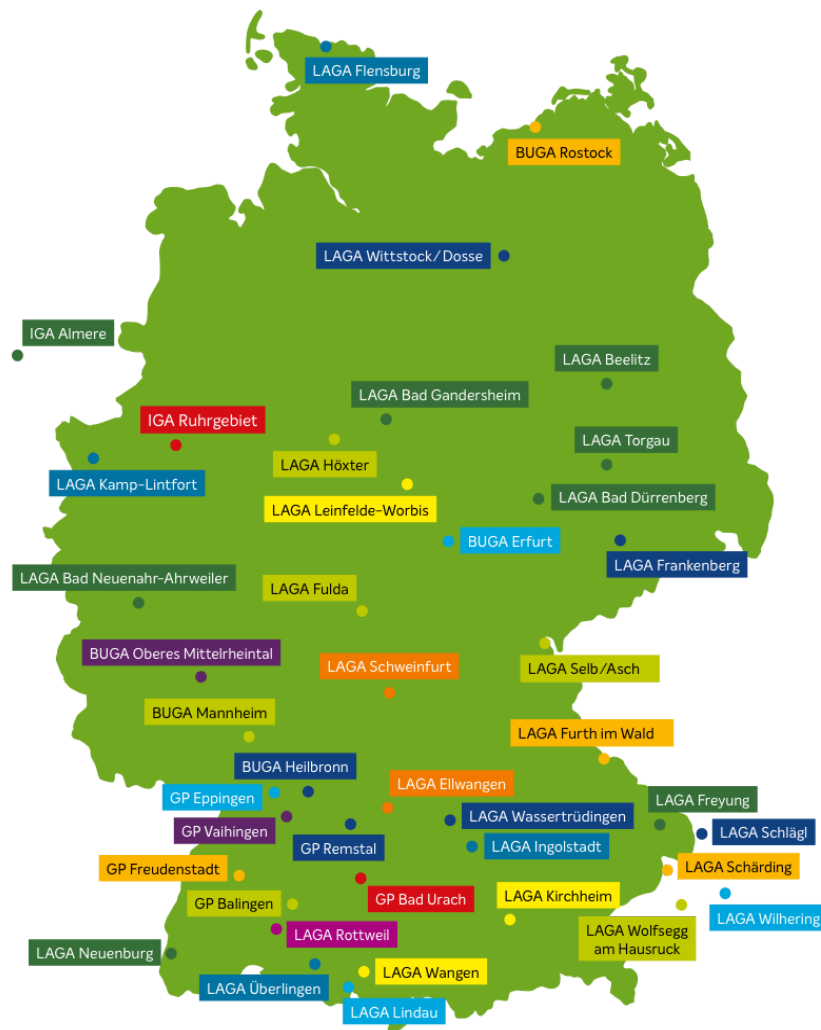 LAGA Flensburg
BUGA Rostock
LAGA Wittstock/Dosse
IGA Almere
LAGA Beelitz
LAGA Bad Gandersheim
IGA Ruhrgebiet
LAGA Torgau
LAGA Höxter
LAGA Kamp-Lintfort
LAGA Bad Dürrenberg
LAGA Leinfelde-Worbis
BUGA Erfurt
LAGA Frankenberg
LAGA Bad Neuenahr-Ahrweiler
LAGA Fulda
BUGA Oberes Mittelrheintal
LAGA Schweinfurt
LAGA Selb/Asch
BUGA Mannheim
LAGA Furth im Wald
BUGA Heilbronn
LAGA Ellwangen
GP Eppingen
LAGA Freyung
LAGA Wassertrüdingen
GP Vaihingen
LAGA Schlägl
GP Remstal
LAGA Ingolstadt
GP Freudenstadt
LAGA Schärding
GP Bad Urach
LAGA Kirchheim
GP Balingen
LAGA Wilhering
LAGA Wolfsegg
am Hausruck
LAGA Rottweil
LAGA Neuenburg
LAGA Wangen
LAGA Überlingen
LAGA Lindau